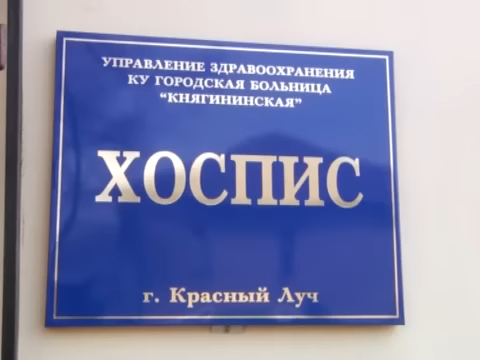 УПРАВЛЕНИЕ ЗДРАВООХРАНЕНИЯ
КУ ГОРОДСКАЯ БОЛЬНИЦА
"КНЯГИНИНСКАЯ"
ХОСПИС
г. Красный Луч